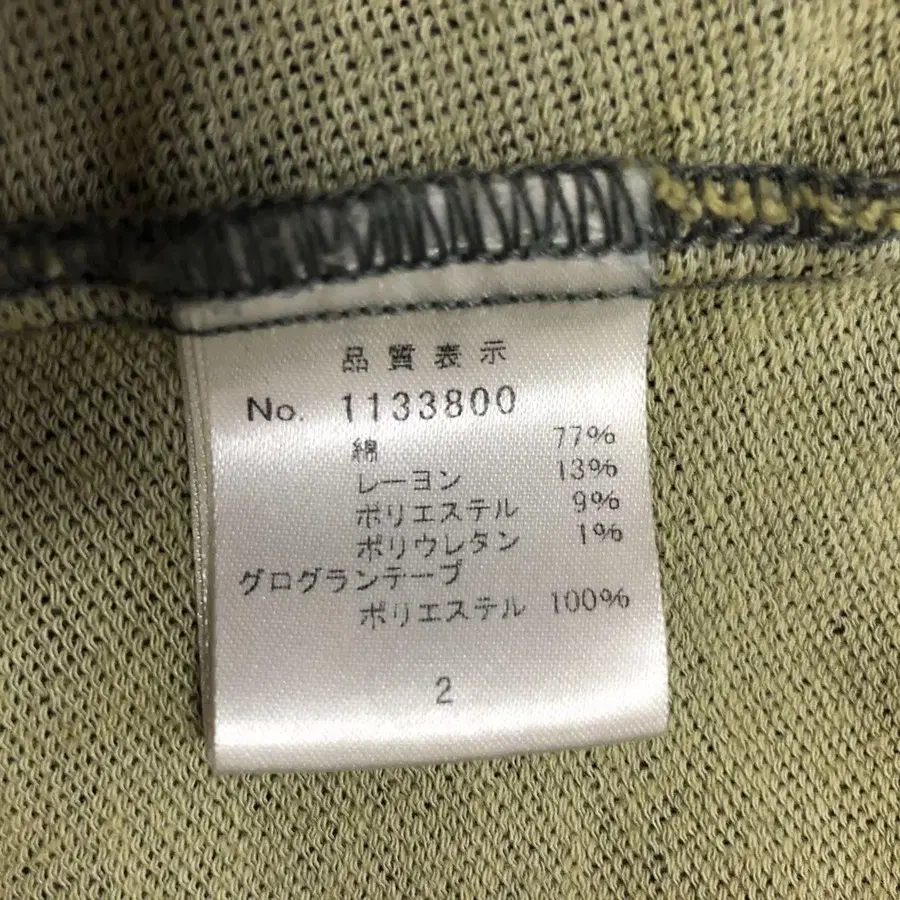 品質表示
No. 1133800
綿 77%
レーヨン 13%
ポリエステル 9%
ポリウレタン 1%
グログランテープ
ポリエステル 100%
2